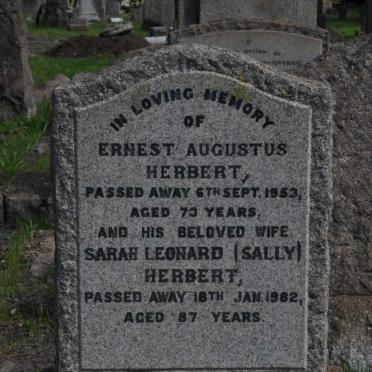 IN LOVING MEMORY
OF
ERNEST AUGUSTUS
HERBERT,
PASSED AWAY 6TH SEPT. 1953,
AGED 73 YEARS.
AND HIS BELOVED WIFE
SARAH LEONARD (SALLY)
HERBERT,
PASSED AWAY 18TH JAN. 1962,
AGED 87 YEARS.